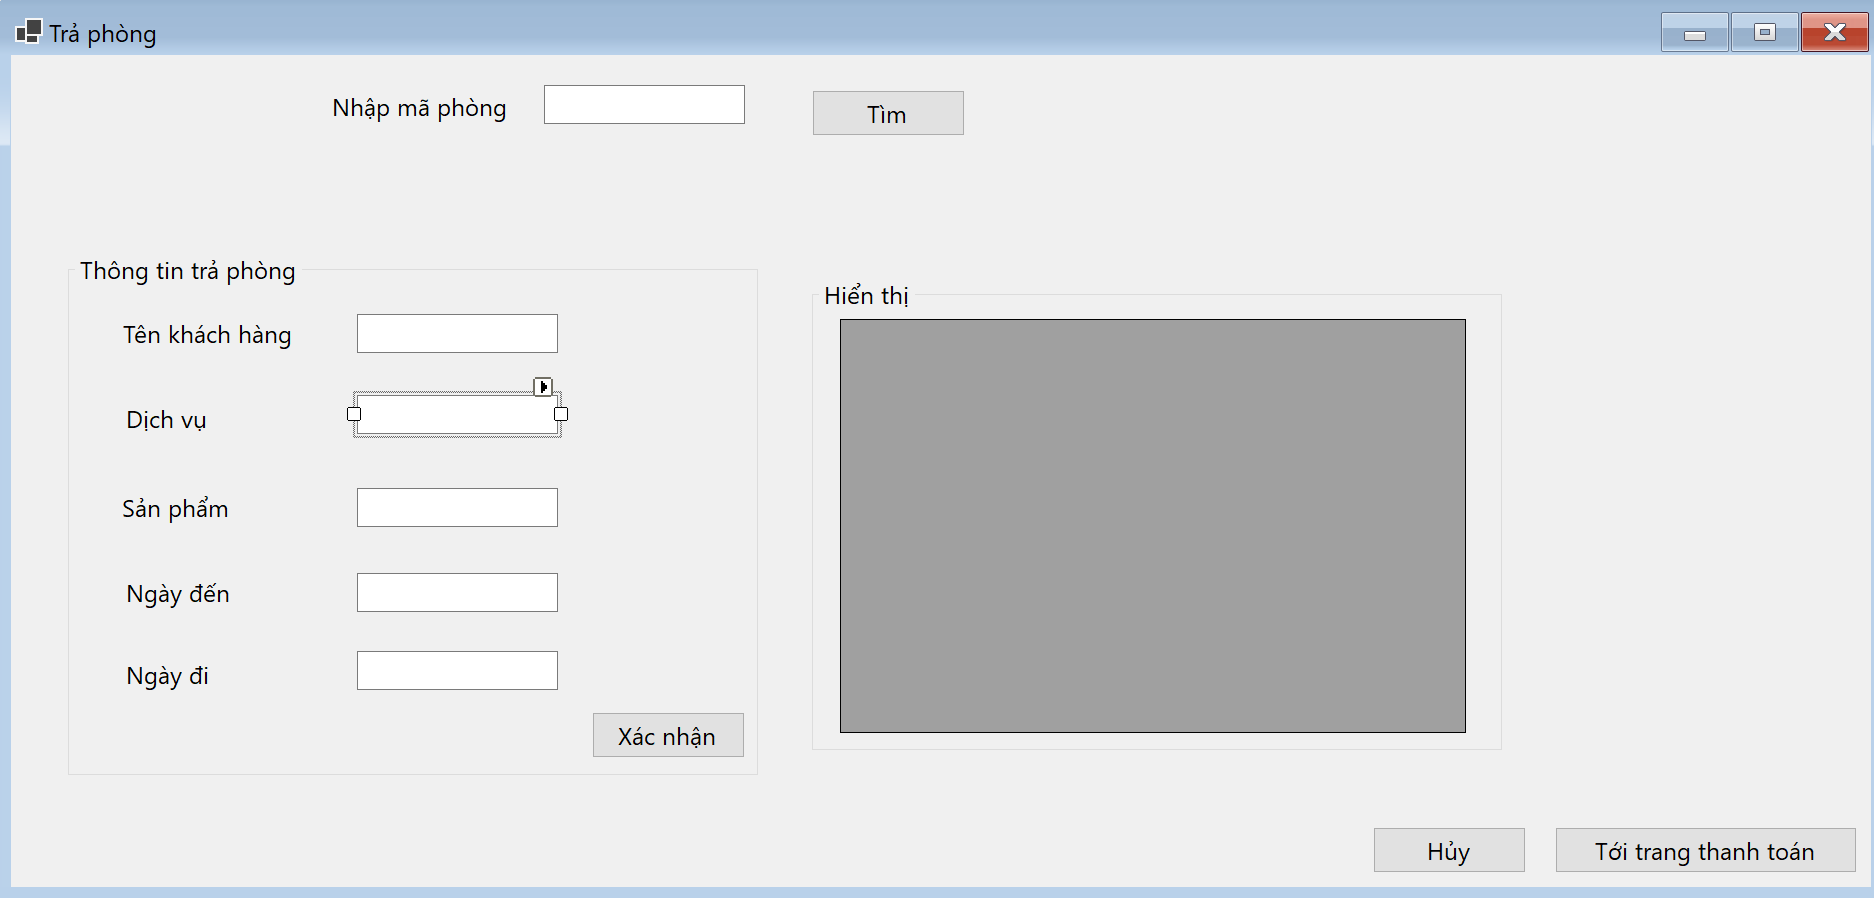 Trả phòng
Nhập mã phòng
Tìm
Thông tin trả phòng
Tên khách hàng
Dịch vụ
Sản phẩm
Ngày đến
Ngày đi
Xác nhận
Hiển thị
Hủy
Tới trang thanh toán